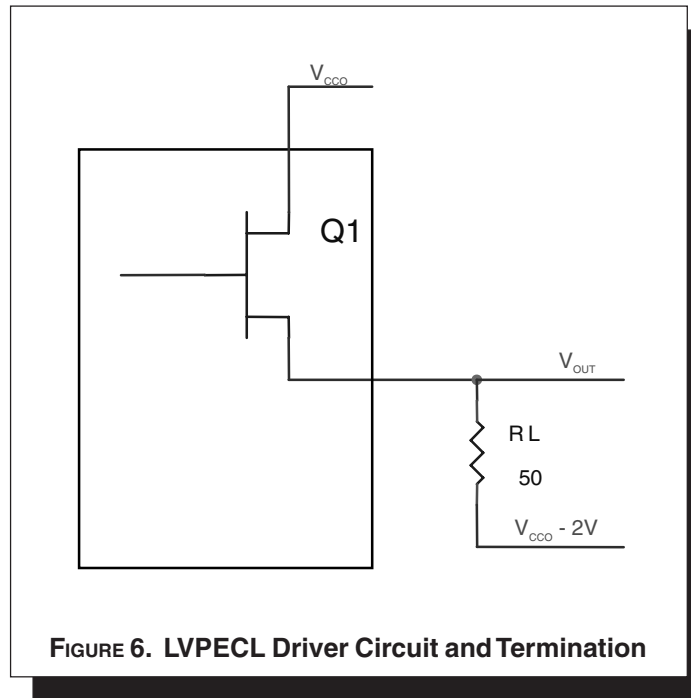 VCCO
Q1
VOUT
RL
50
VCCO - 2V
FIGURE 6. LVPECL Driver Circuit and Termination